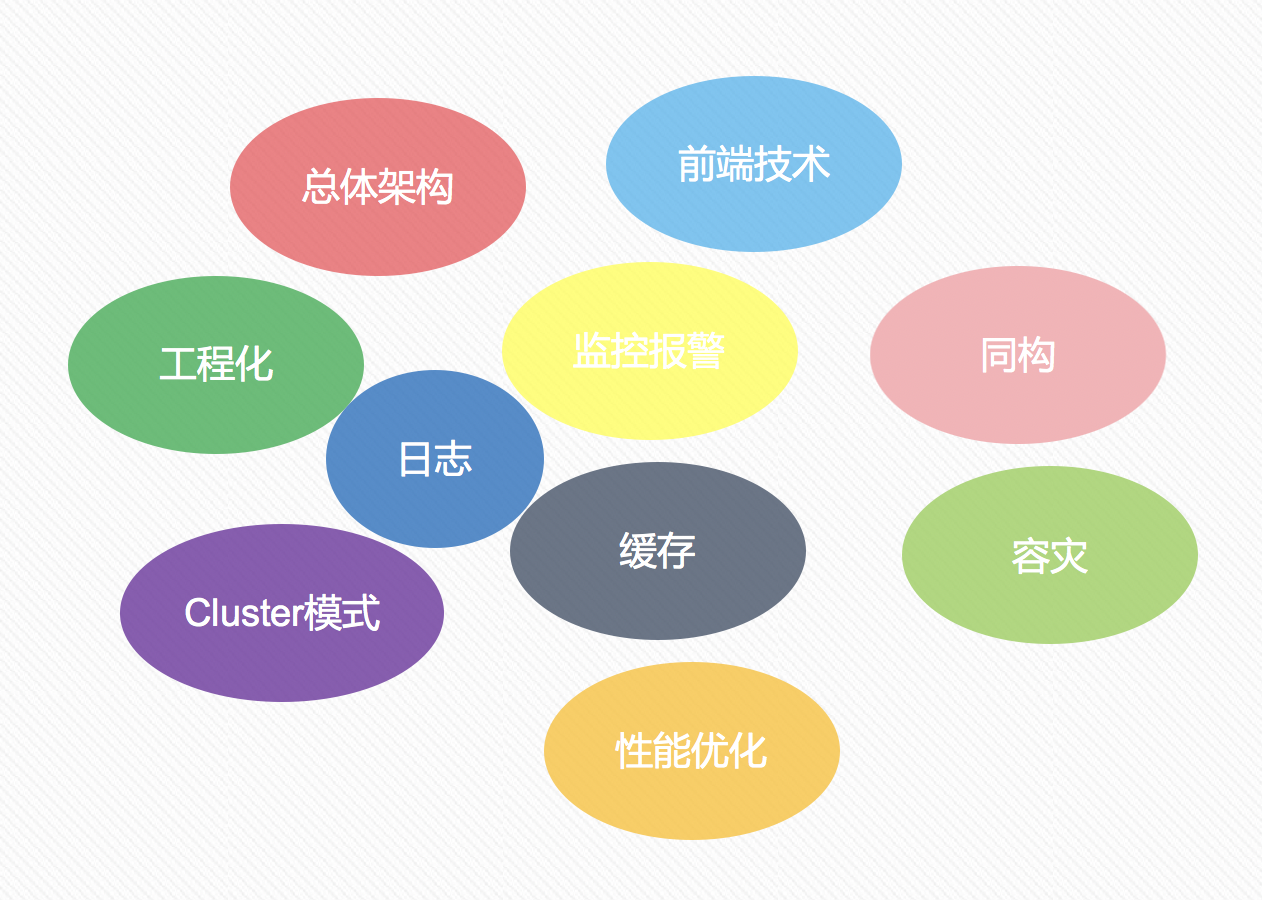 总体架构
前端技术
工程化
监控报警
同构
日志
缓存
容灾
Cluster模式
性能优化